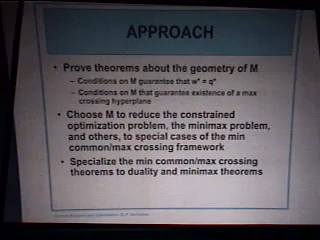 APPROACH
• Prove theorems about the geometry of M
– Conditions on M guarantee that w* = q*
– Conditions on M that guarantee existence of a max
crossing hyperplane
• Choose M to reduce the constrained
optimization problem, the minimax problem,
and others, to special cases of the min
common/max crossing framework
• Specialize the min common/max crossing
theorems to duality and minimax theorems